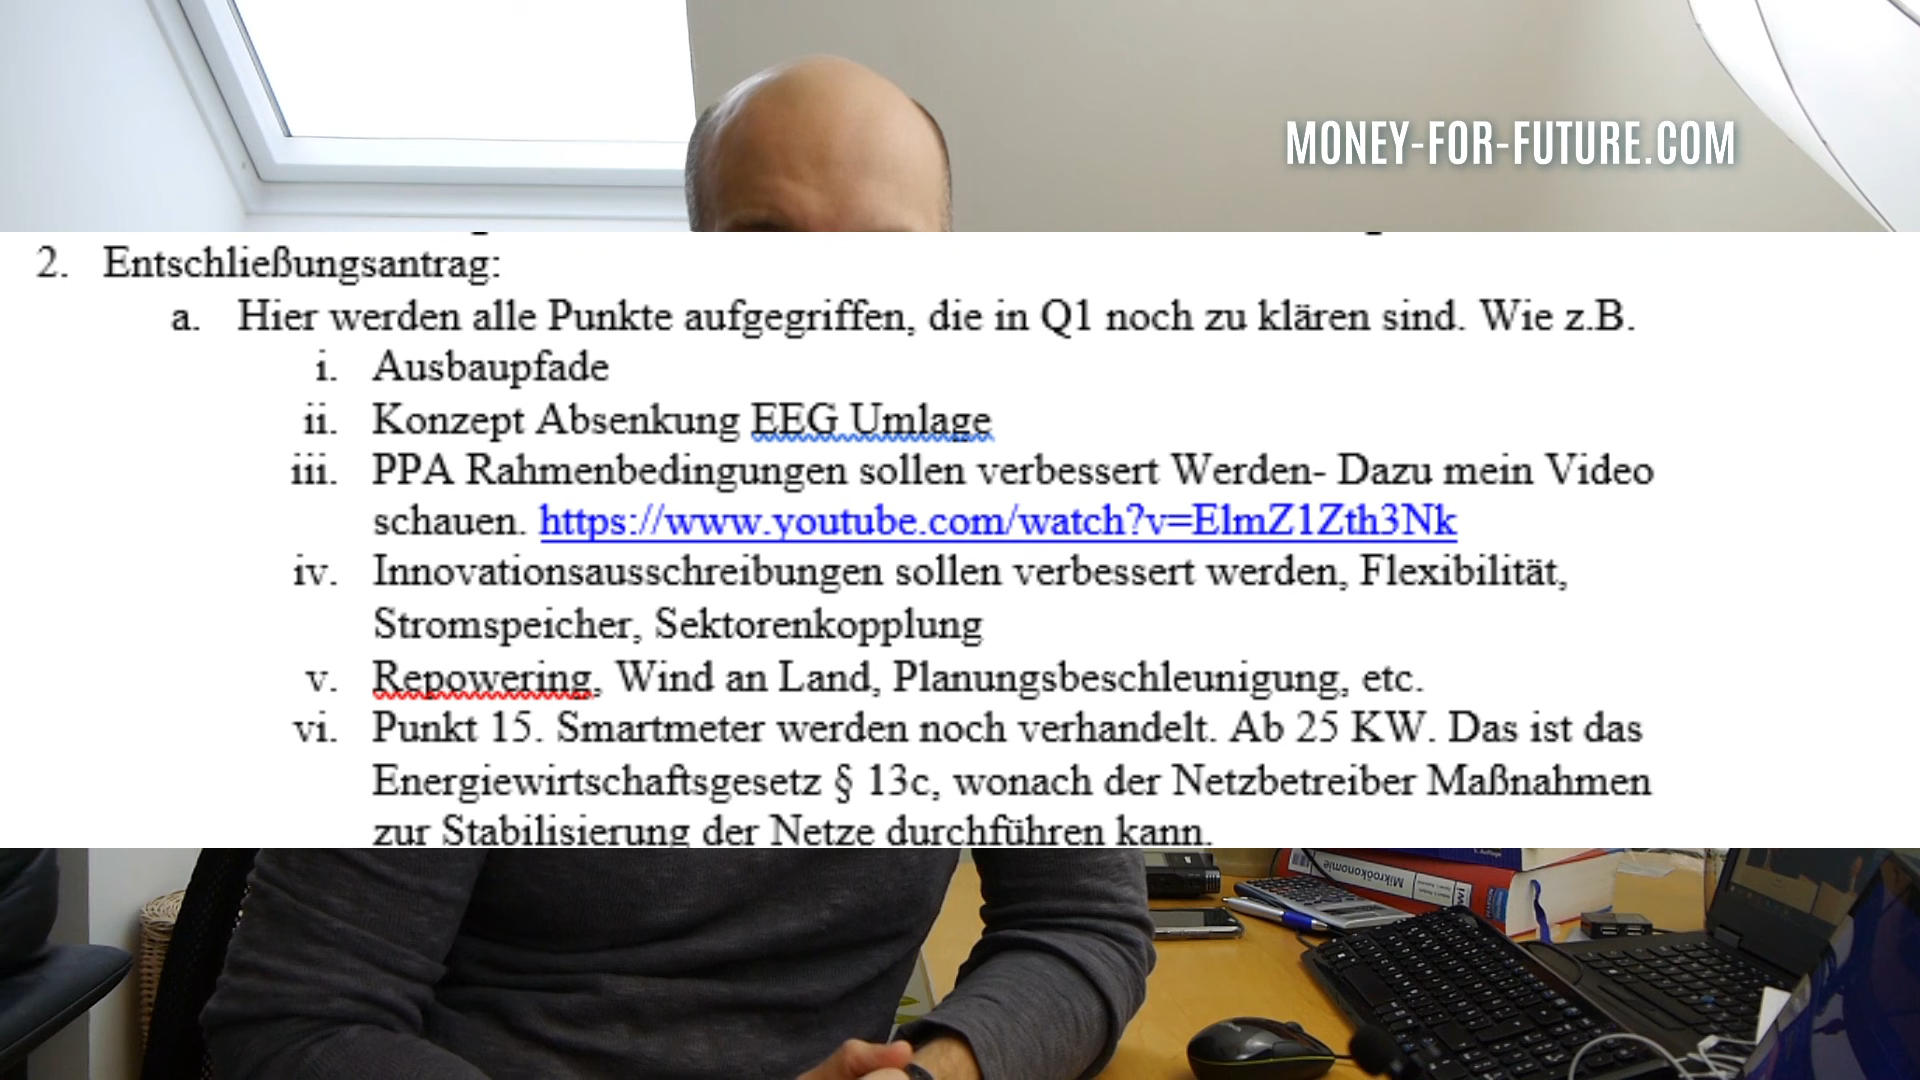 MONEY-FOR-FUTURE.COM
2. Entschließungsantrag:
a. Hier werden alle Punkte aufgegriffen, die in Q1 noch zu klären sind. Wie z.B.
i. Ausbaupfade
ii. Konzept Absenkung EEG Umlage
iii. PPA Rahmenbedingungen sollen verbessert Werden- Dazu mein Video
schauen. https://www.youtube.com/watch?v=ElmZ1Zth3Nk
iv. Innovationsausschreibungen sollen verbessert werden, Flexibilität,
Stromspeicher, Sektorenkopplung
v. Repowering, Wind an Land, Planungsbeschleunigung, etc.
vi. Punkt 15. Smartmeter werden noch verhandelt. Ab 25 KW. Das ist das
Energiewirtschaftsgesetz § 13c, wonach der Netzbetreiber Maßnahmen
zur Stabilisierung der Netze durchführen kann.
Mikroökonomie